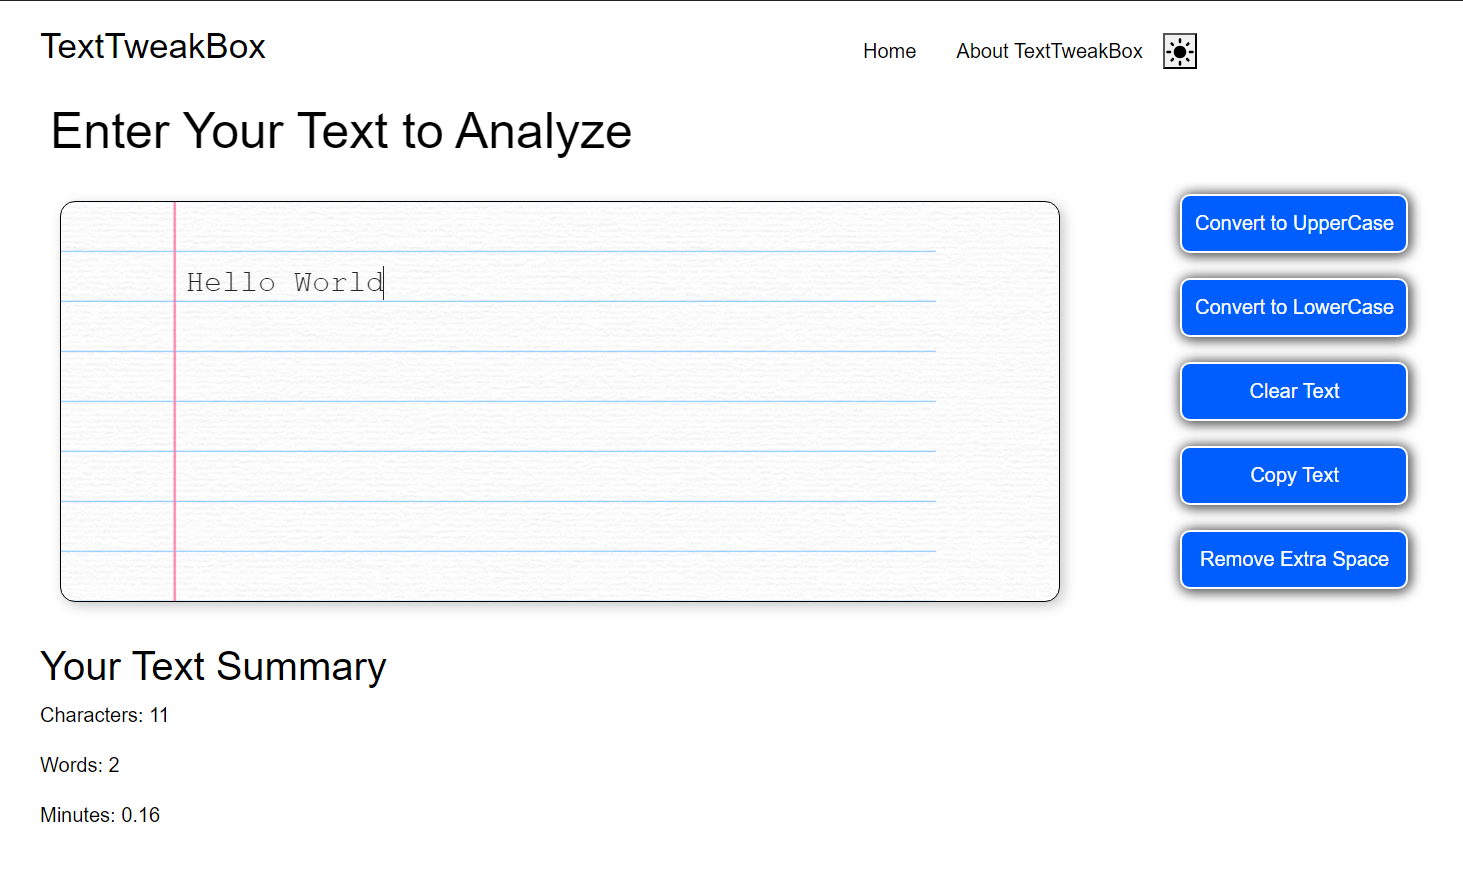 TextTweakBox
Home About TextTweakBox
Enter Your Text to Analyze
Hello World
Convert to UpperCase
Convert to LowerCase
Clear Text
Copy Text
Remove Extra Space
Your Text Summary
Characters: 11
Words: 2
Minutes: 0.16